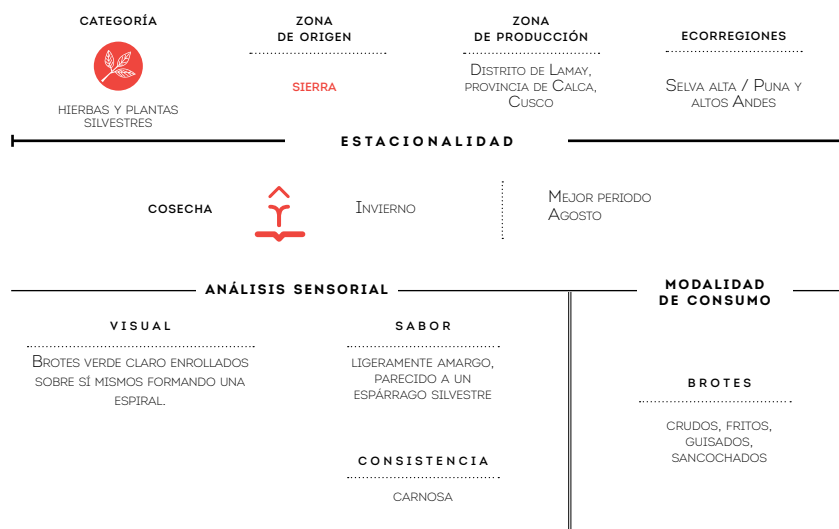 CATEGORÍA
HIERBAS Y PLANTAS
SILVESTRES
ZONA
DE ORIGEN
SIERRA
ZONA
DE PRODUCCIÓN
DISTRITO DE LAMAY,
PROVINCIA DE CALCA,
CUSCO
ECORREGIONES
SELVA ALTA / PUNA Y
ALTOS ANDES
ESTACIONALIDAD
COSECHA
INVIERNO
MEJOR PERIODO
AGOSTO
ANÁLISIS SENSORIAL
VISUAL
BROTES VERDE CLARO ENROLLADOS
SOBRE SÍ MISMOS FORMANDO UNA
ESPIRAL.
SABOR
LIGERAMENTE AMARGO,
PARECIDO A UN
ESPÁRRAGO SILVESTRE
CONSISTENCIA
CARNOSA
MODALIDAD
DE CONSUMO
BROTES
CRUDOS, FRITOS,
GUISADOS,
SANCOCHADOS